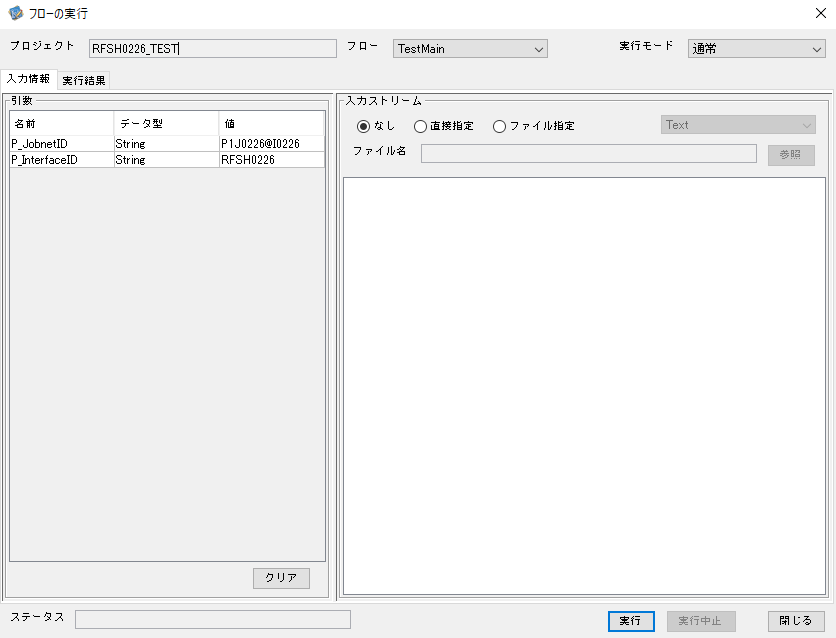 フローの実行
プロジェクト RFSH0226_TEST フロー TestMain 実行モード 通常
入力情報 実行結果
引数
名前 データ型 値
P_JobnetID String P1J0226@I0226
P_InterfaceID String RFSH0226
クリア
入力ストリーム
なし 直接指定 ファイル指定 Text
ファイル名 参照
ステータス 実行 実行中止 閉じる